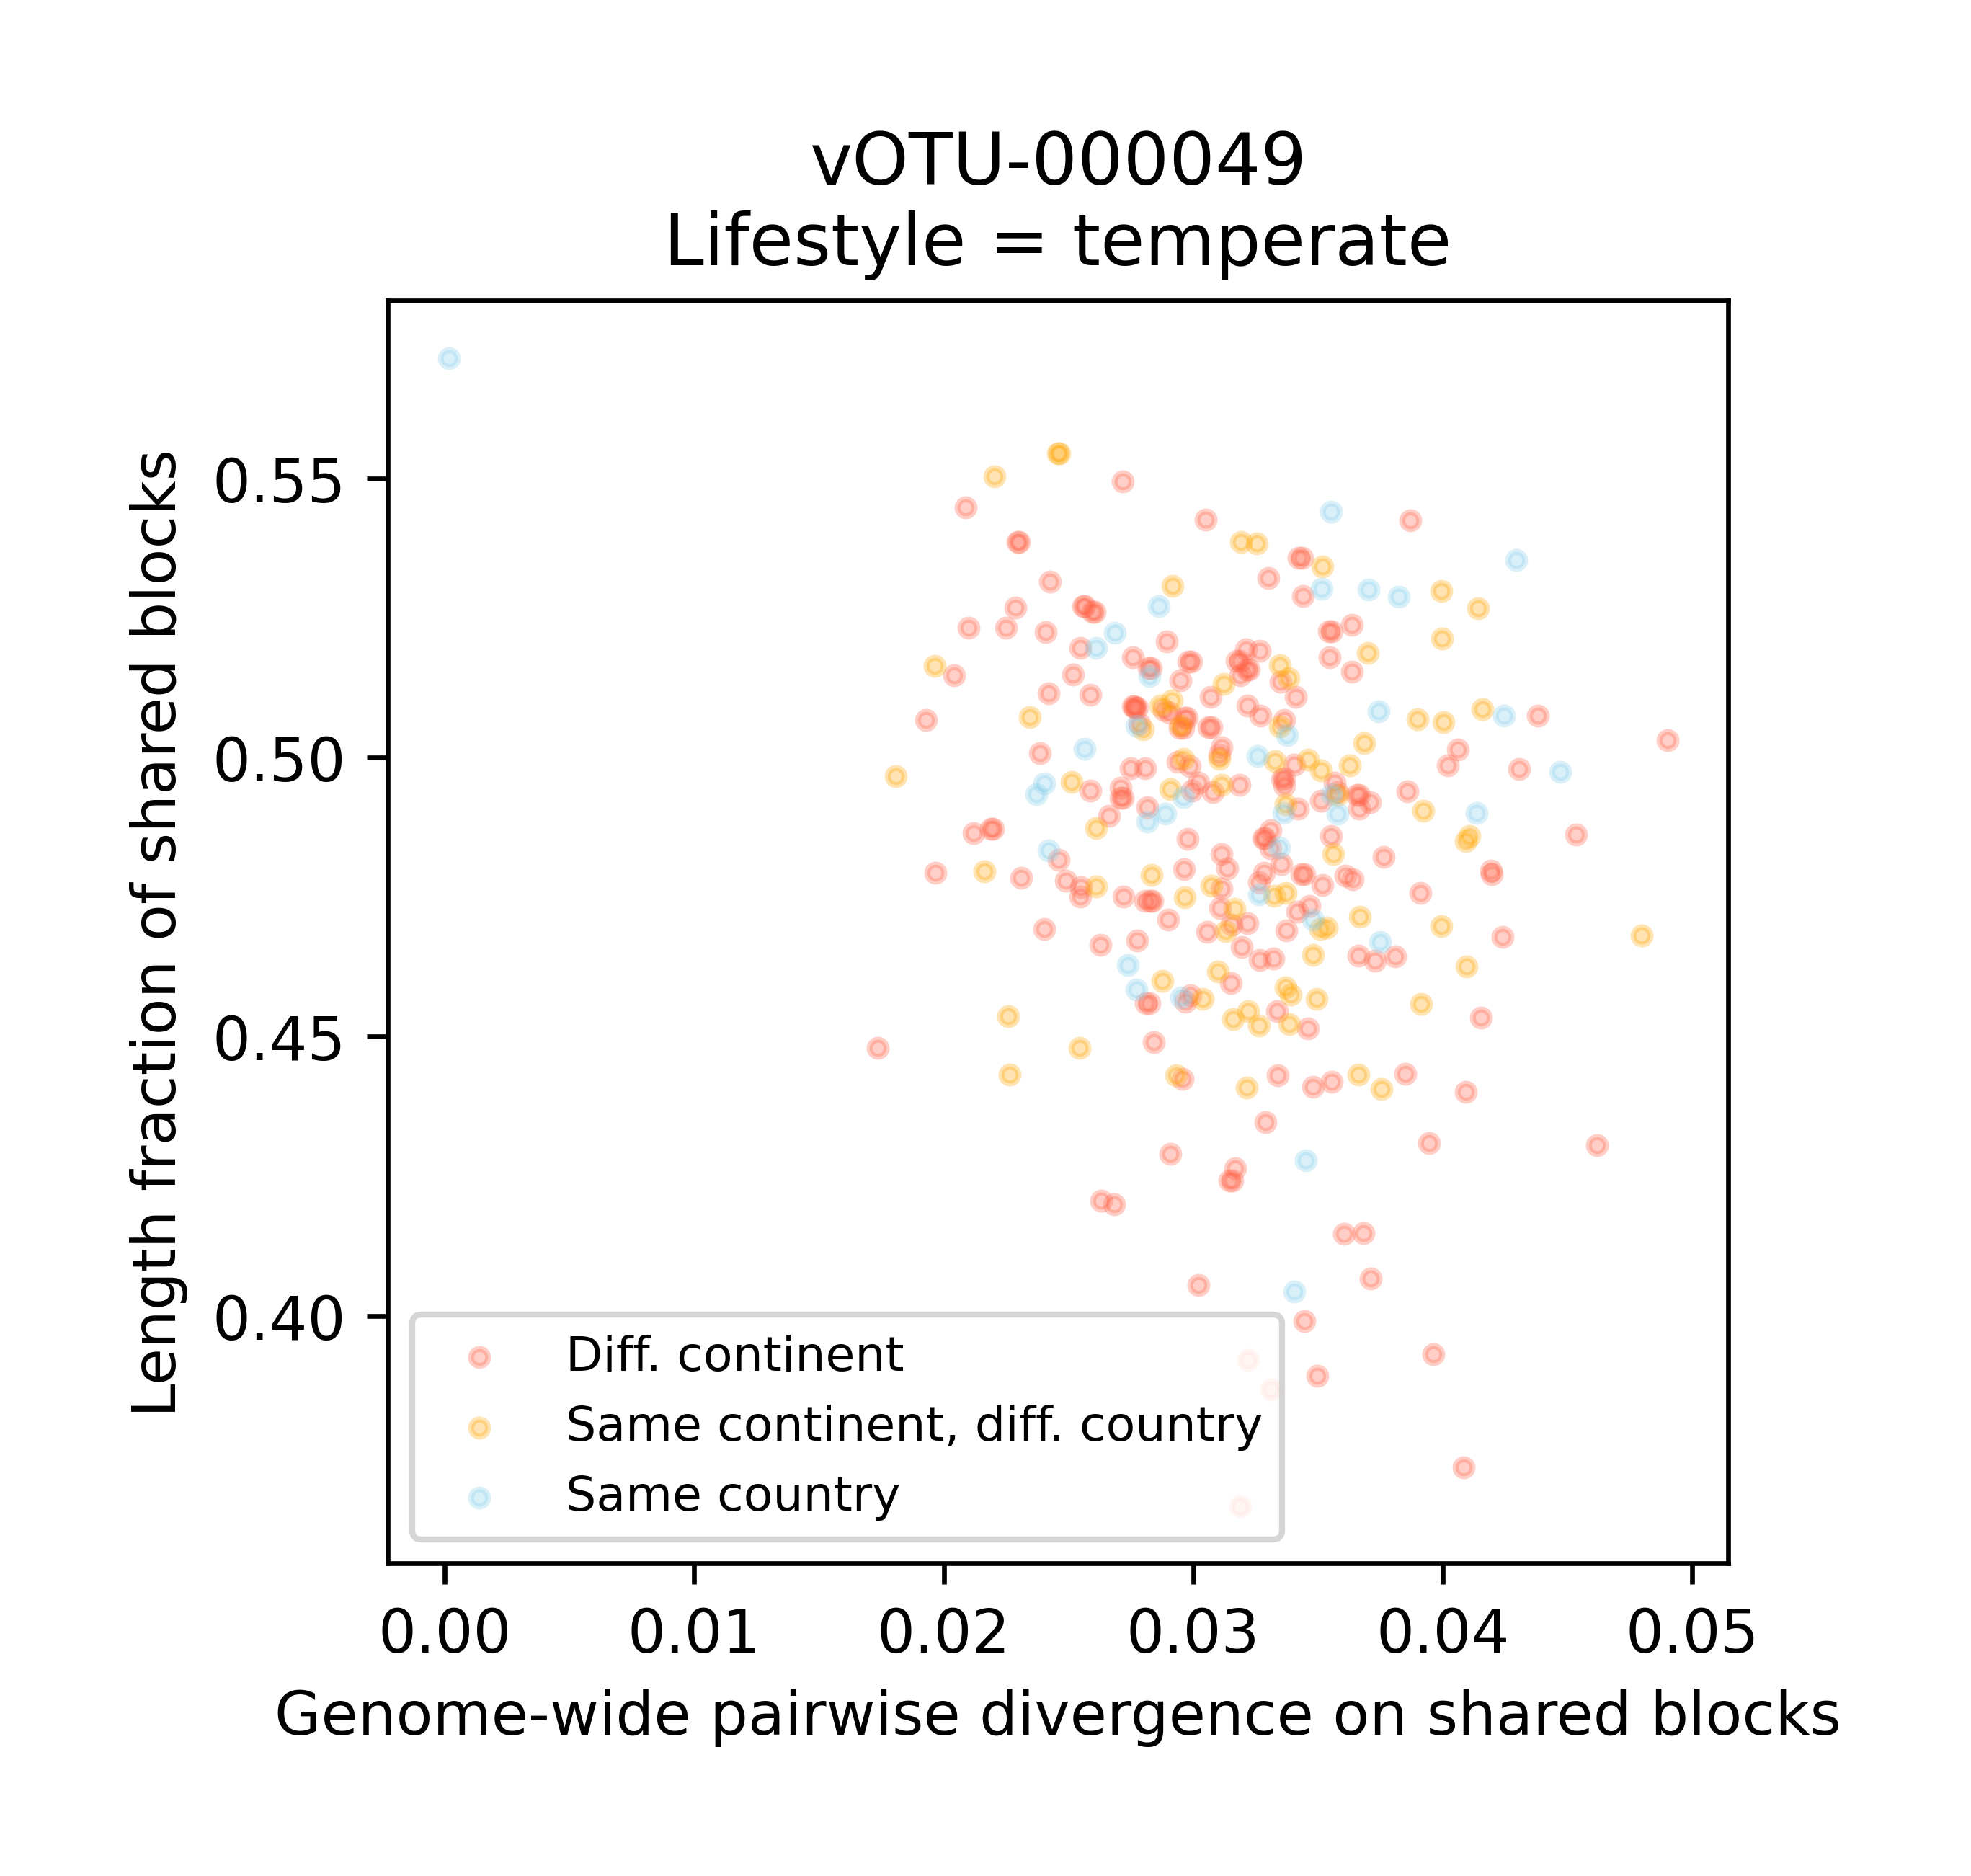 vOTU-000049
Lifestyle = temperate
Length fraction of shared blocks
0.55
0.50
0.45
0.40
Diff. continent
Same continent, diff. country
Same country
0.00 0.01 0.02 0.03 0.04 0.05
Genome-wide pairwise divergence on shared blocks